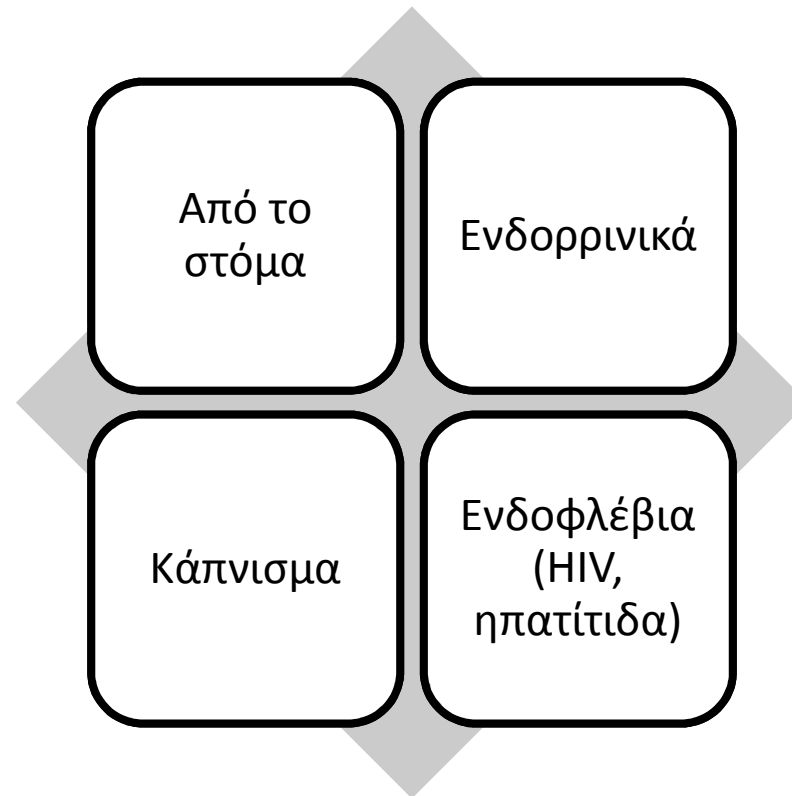 Από το
στόμα
Ενδορρινικά
Κάπνισμα
Ενδοφλέβια
(HIV,
ηπατίτιδα)